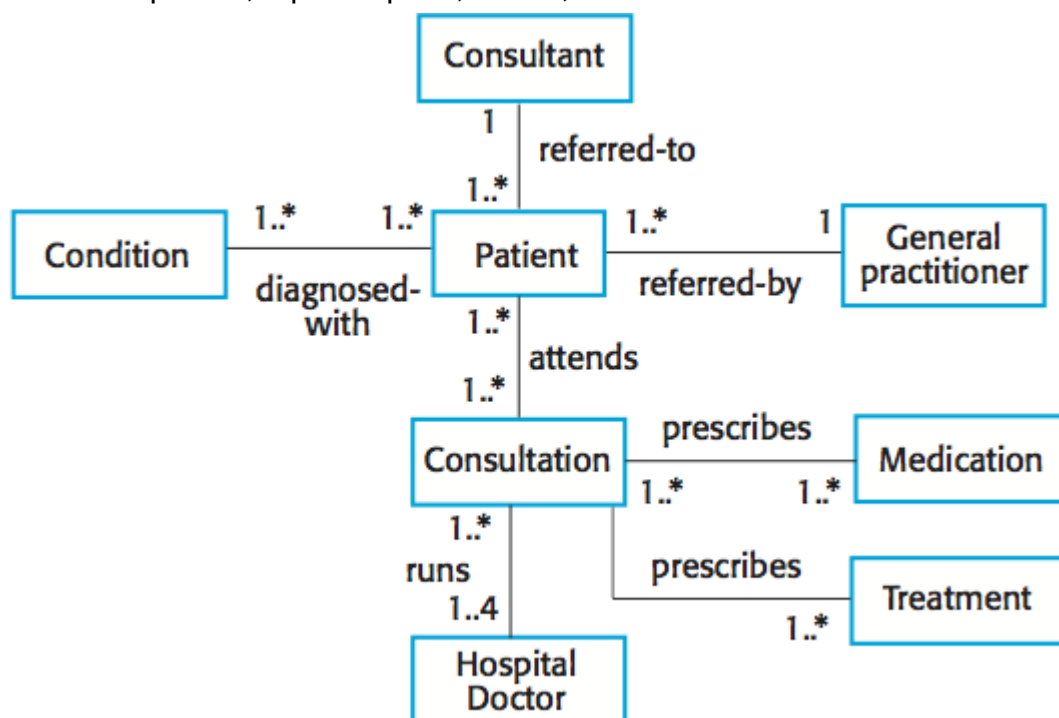 Consultant
1
referred-to
1..*
1..*
1..*
1..*
1
Condition
Patient
General
practitioner
diagnosed-
with
referred-by
1..*
attends
1..*
prescribes
Consultation
Medication
1..*
1..*
1..*
runs
prescribes
Treatment
1..4
1..*
Hospital
Doctor